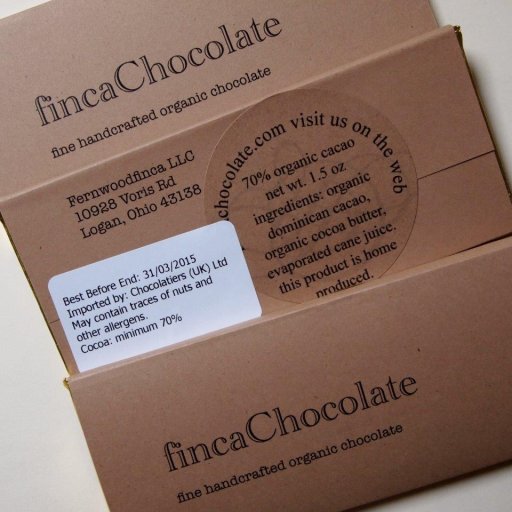 fincaChocolate
fine handcrafted organic chocolate
Fernwoodfinca LLC
10928 Voris Rd
Logan, Ohio 43138
chocolate.com visit us on the web
70% organic cacao
net wt. 1.5 oz
ingredients: organic
dominican cacao,
organic cocoa butter,
evaporated cane juice.
this product is home
produced.
Best Before End: 31/03/2015
Imported by: Chocolatiers (UK) Ltd
May contain traces of nuts and
other allergens.
Cocoa: minimum 70%
fincaChocolate
fine handcrafted organic chocolate